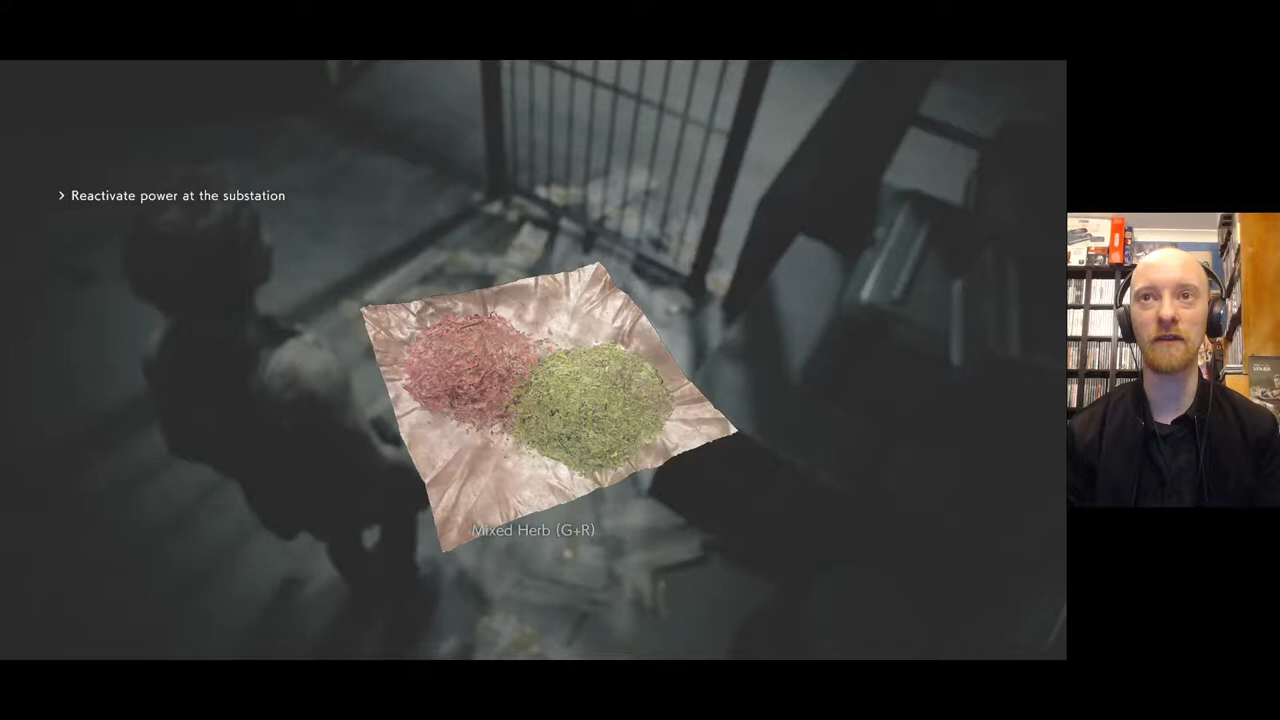 > Reactivate power at the substation
Mixed Herb (G+R)